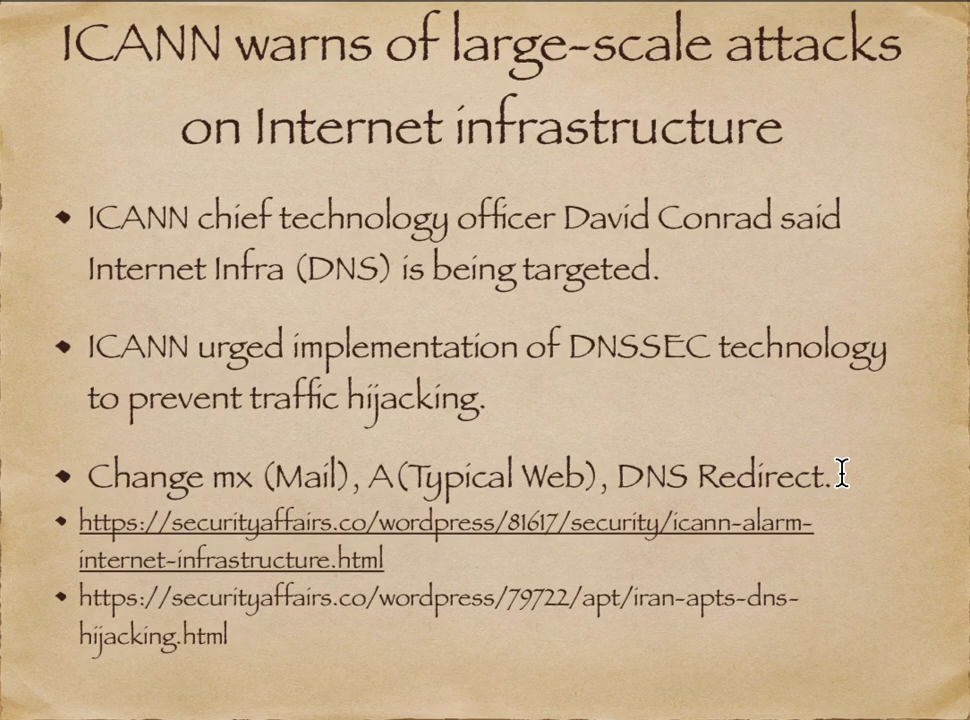 ICANN warns of large-scale attacks
on Internet infrastructure
• ICANN chief technology officer David Conrad said
Internet Infra (DNS) is being targeted.
• ICANN urged implementation of DNSSEC technology
to prevent traffic hijacking.
• Change mx (Mail), A(Typical Web), DNS Redirect.
• https://securityaffairs.co/wordpress/81617/security/icann-alarm-
internet-infrastructure.html
• https://securityaffairs.co/wordpress/79722/apt/iran-apts-dns-
hijacking.html